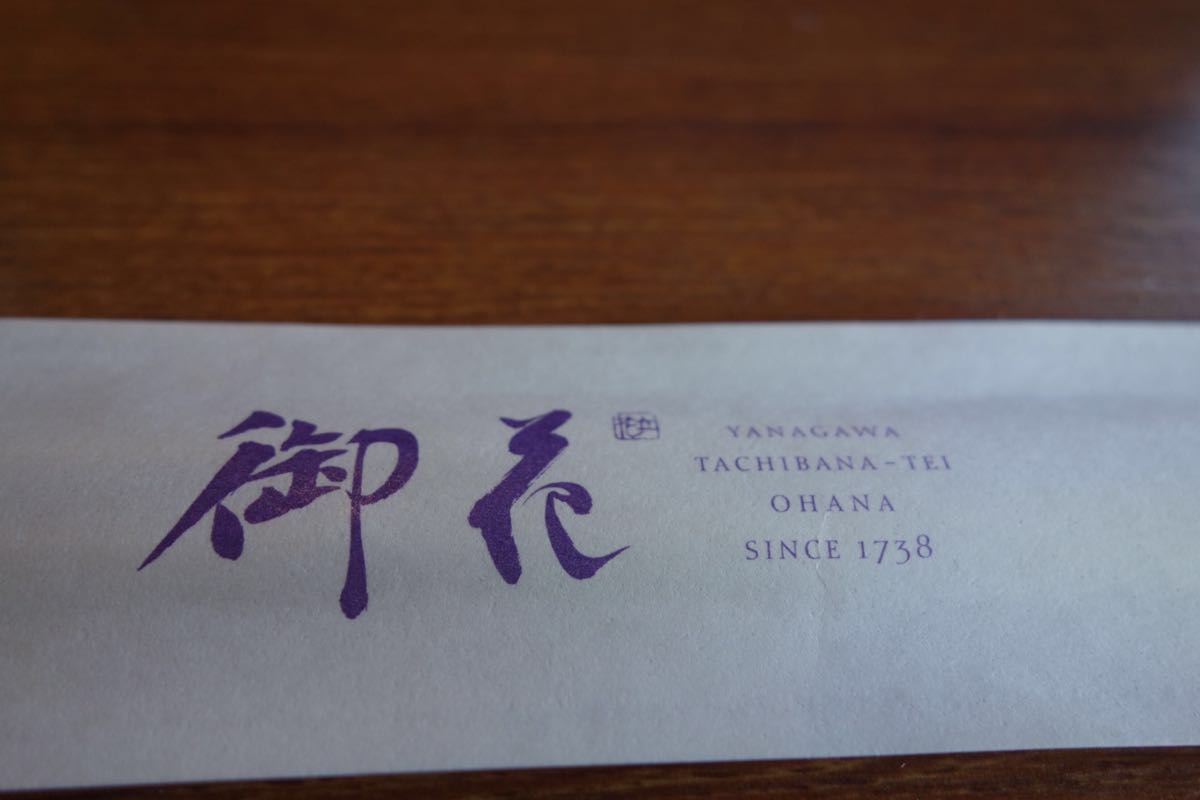 御花
YANAGAWA
TACHIBANA-TEI
OHANA
SINCE 1738